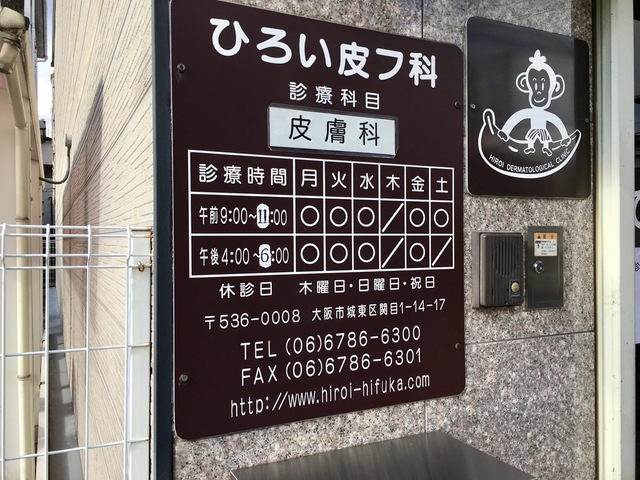 ひろい皮フ科
診療科目
皮膚科
診療時間 月 火 水 木 金 土
午前9:00~11:00 ○ ○ ○ / ○ ○
午後4:00~6:00 ○ ○ ○ / ○ /
休診日 木曜日・日曜日・祝日
〒536-0008 大阪市城東区関目1-14-17
TEL (06)6786-6300
FAX (06)6786-6301
http://www.hiroi-hifuka.com
HIROI DERMATOLOGICAL CLINIC